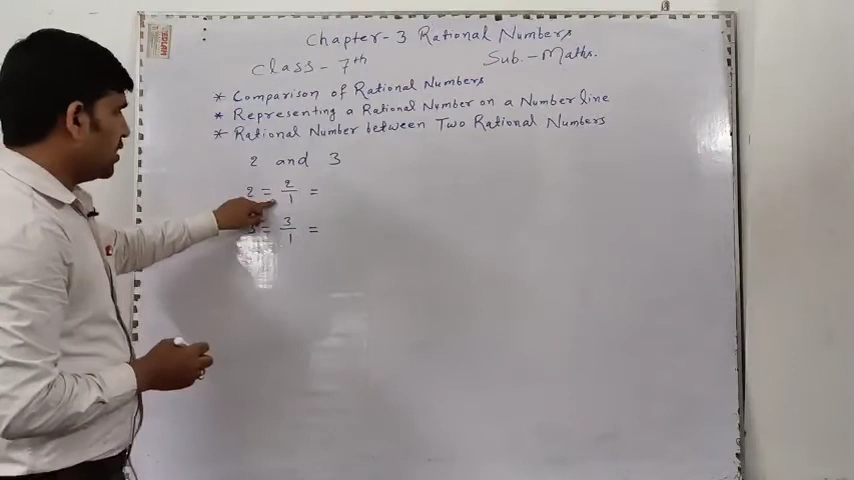 Chapter-3 Rational Numbers
Class-7th Sub.-Maths.
* Comparison of Rational Numbers
* Representing a Rational Number on a Number line
* Rational Number between Two Rational Numbers
2 and 3
2 = 2/1 =
3 = 3/1 =